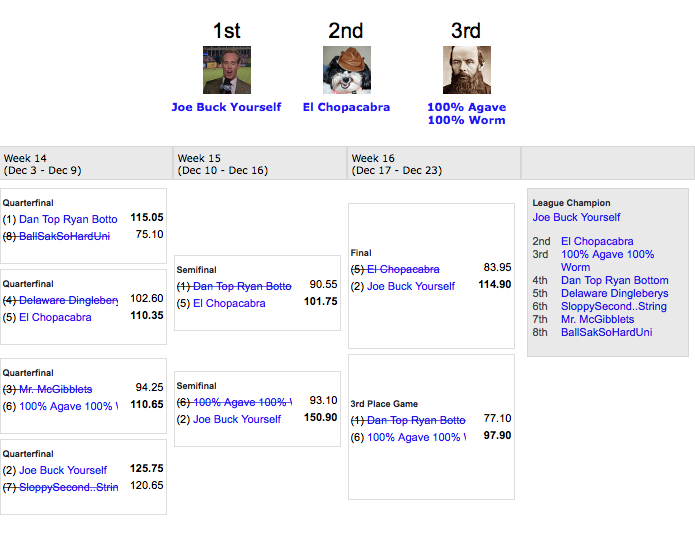 1st
2nd
3rd
Joe Buck Yourself
El Chopacabra
100% Agave
100% Worm
Week 14
(Dec 3 - Dec 9)
Week 15
(Dec 10 - Dec 16)
Week 16
(Dec 17 - Dec 23)
Quarterfinal
(1) Dan Top Ryan Botto 115.05
(8) BallSakSoHardUni 75.10
Quarterfinal
(4) Delaware Dingleber 102.60
(5) El Chopacabra 110.35
Quarterfinal
(3) Mr. McGibblets 94.25
(6) 100% Agave 100% \ 110.65
Quarterfinal
(2) Joe Buck Yourself 125.75
(7) SloppySecond..Strin 120.65
Semifinal
(1) Dan Top Ryan Botto 90.55
(5) El Chopacabra 101.75
Semifinal
(6) 100% Agave 100% \ 93.10
(2) Joe Buck Yourself 150.90
Final
(5) El Chopacabra 83.95
(2) Joe Buck Yourself 114.90
3rd Place Game
(1) Dan Top Ryan Botto 77.10
(6) 100% Agave 100% \ 97.90
League Champion
Joe Buck Yourself
2nd El Chopacabra
3rd 100% Agave 100%
Worm
4th Dan Top Ryan Bottom
5th Delaware Dingleberys
6th SloppySecond..String
7th Mr. McGibblets
8th BallSakSoHardUni